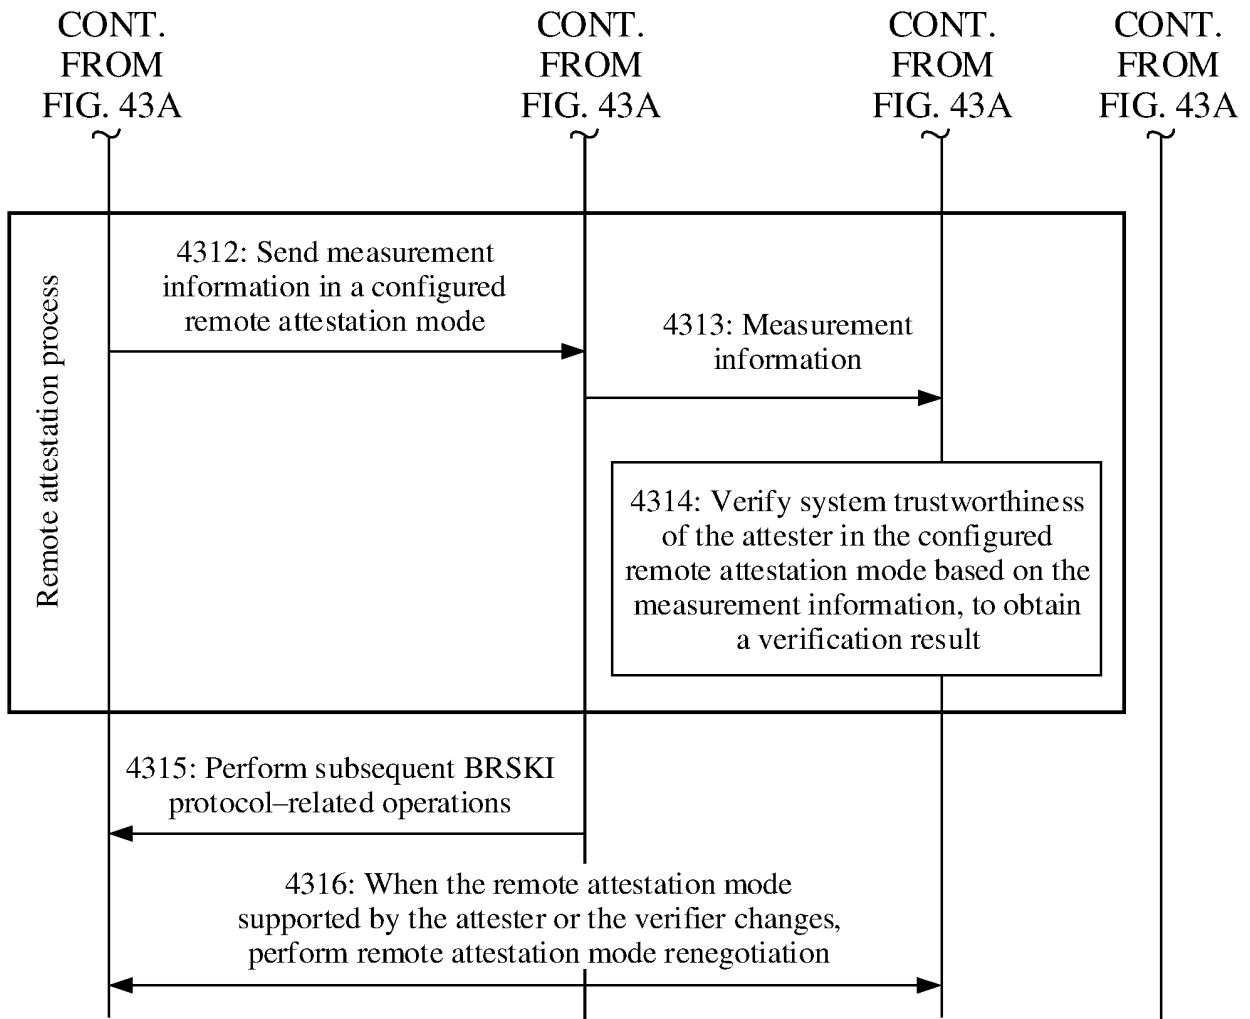 CONT.
FROM
FIG. 43A
CONT.
FROM
FIG. 43A
CONT.
FROM
FIG. 43A
CONT.
FROM
FIG. 43A
Remote attestation process
4312: Send measurement
information in a configured
remote attestation mode
4313: Measurement
information
4314: Verify system trustworthiness
of the attester in the configured
remote attestation mode based on the
measurement information, to obtain
a verification result
4315: Perform subsequent BRSKI
protocol–related operations
4316: When the remote attestation mode
supported by the attester or the verifier changes,
perform remote attestation mode renegotiation